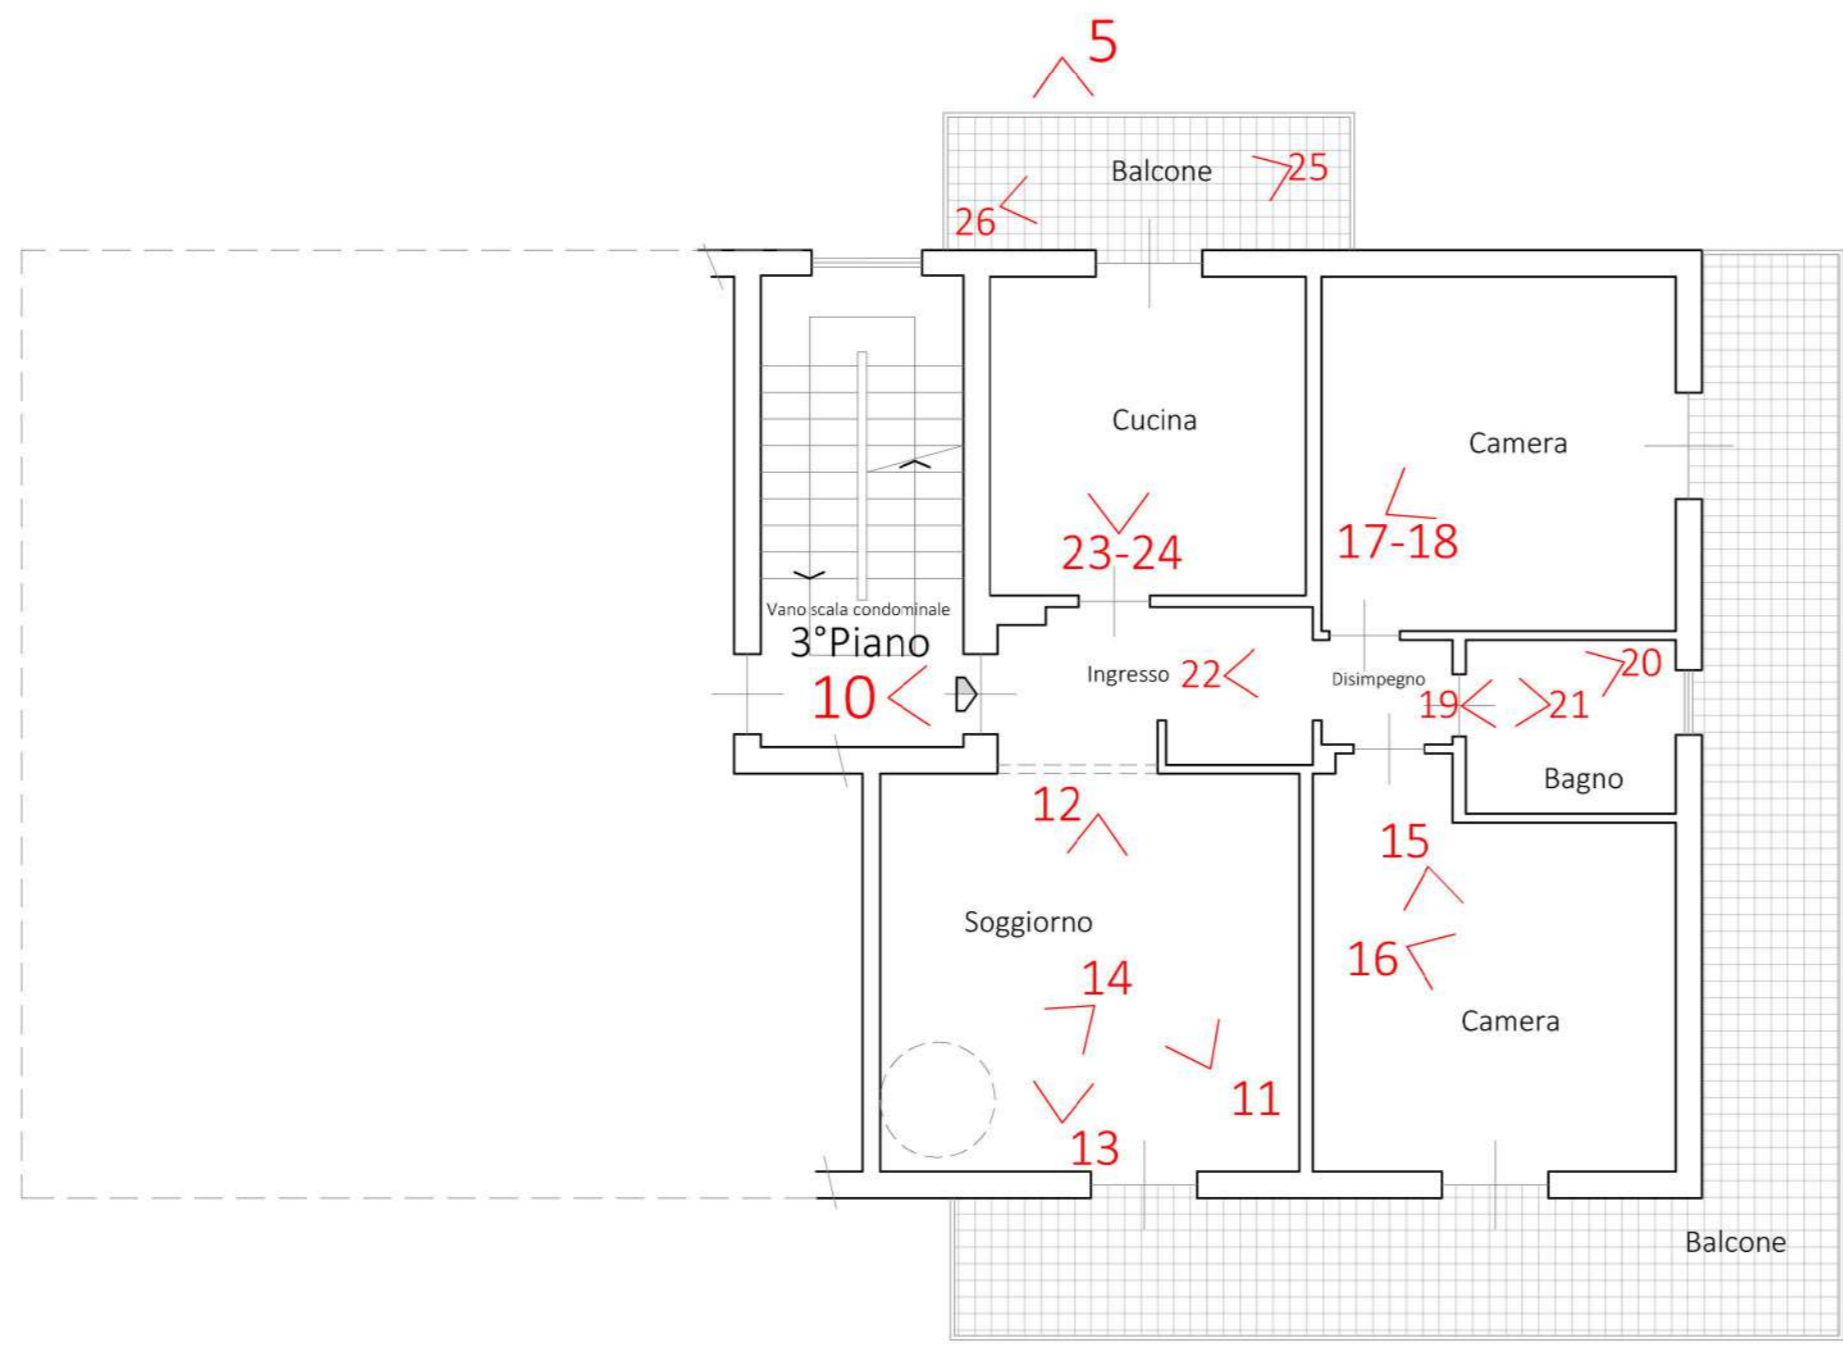 5
Balcone
25
26
Cucina
Camera
23-24
17-18
Vano scala condominale
3°Piano
10
Ingresso
22
Disimpegno
19
21
20
Bagno
12
15
Soggiorno
16
14
Camera
11
13
Balcone